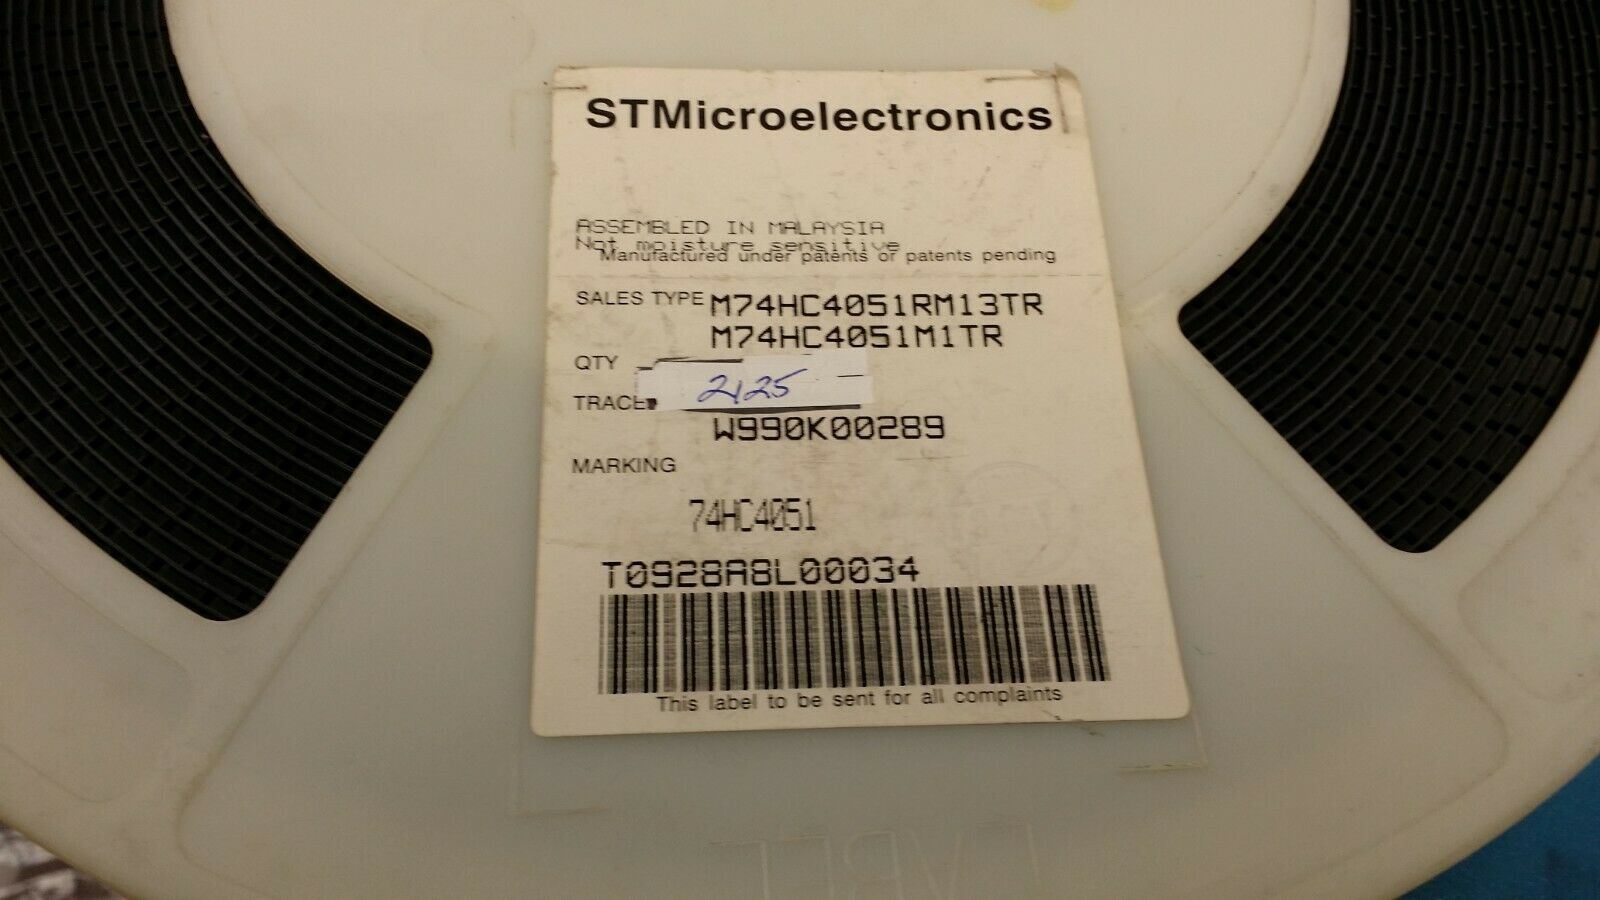 STMicroelectronics
ASSEMBLED IN MALAYSIA
Not moisture sensitive
Manufactured under patents or patents pending
SALES TYPE M74HC4051RM13TR
M74HC4051M1TR
QTY
2125
TRACE
W990K00289
MARKING
74HC4051
T0928A8L00034
This label to be sent for all complaints